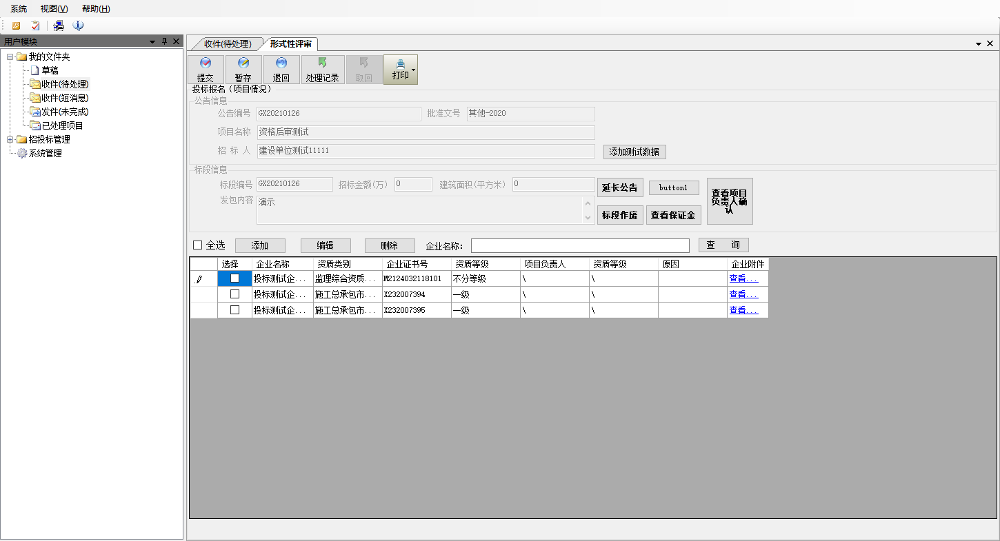 系统 视图(V) 帮助(H)
用户模块
我的文件夹
草稿
收件(待处理)
收件(短消息)
发件(未完成)
已处理项目
招投标管理
系统管理
收件(待处理) 形式性评审
提交 暂存 退回 处理记录 取回 打印
投标报名（项目情况）
公告信息
公告编号 GX20210126 批准文号 其他-2020
项目名称 资格后审测试
招 标 人 建设单位测试11111 添加测试数据
标段信息
标段编号 GX20210126 招标金额(万) 0 建筑面积(平方米) 0
发包内容 演示
延长公告 button1
标段作废 查看保证金
查看项目
负责人确
认
全选 添加 编辑 删除 企业名称: 查 询
选择 企业名称 资质类别 企业证书号 资质等级 项目负责人 资质等级 原因 企业附件
投标测试企... 监理综合资质... M2124032118101 不分等级 \ \ 查看...
投标测试企... 施工总承包市... X232007394 一级 \ \ 查看...
投标测试企... 施工总承包市... X232007395 一级 \ \ 查看...